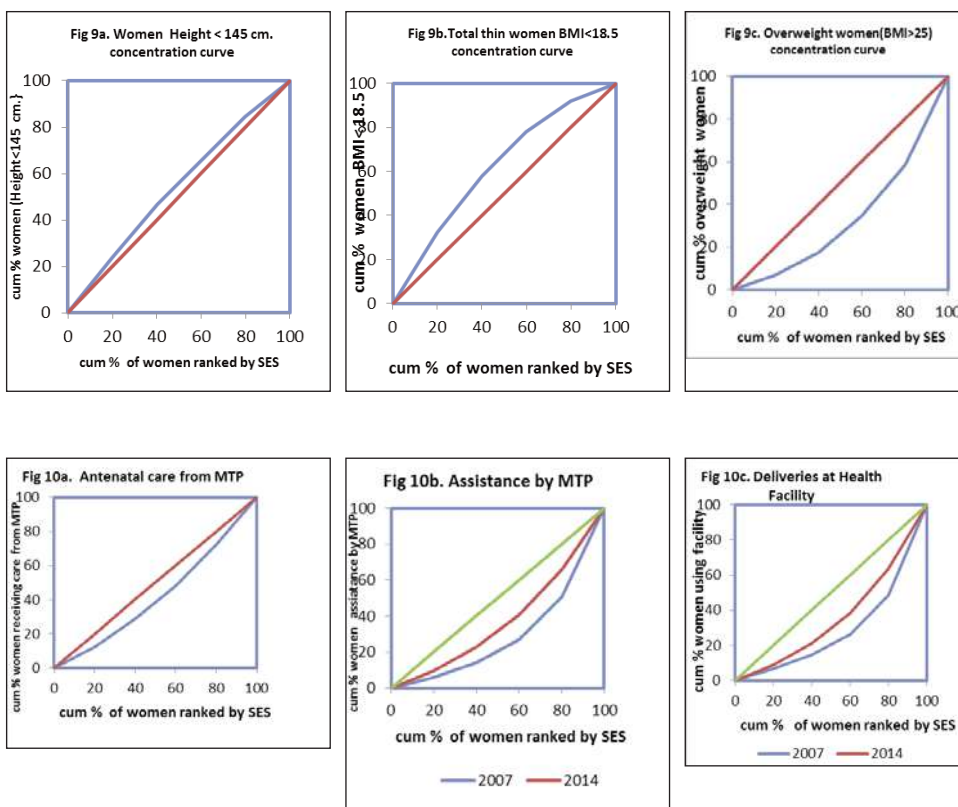 Fig 9a. Women Height < 145 cm.
concentration curve
cum % women (Height<145 cm.}
100
80
60
40
20
0
0 20 40 60 80 100
cum % of women ranked by SES
Fig 9b.Total thin women BMI<18.5
concentration curve
cum % women BMI<18.5
100
80
60
40
20
0
0 20 40 60 80 100
cum % of women ranked by SES
Fig 9c. Overweight women(BMI>25)
concentration curve
cum % overweight women
100
80
60
40
20
0
0 20 40 60 80 100
cum % of women ranked by SES
Fig 10a. Antenatal care from MTP
cum % women receiving care from MTP
100
80
60
40
20
0
0 20 40 60 80 100
cum % of women ranked by SES
Fig 10b. Assistance by MTP
cum % women assiatance by MTP
100
80
60
40
20
0
0 20 40 60 80 100
cum % of women ranked by SES
2007 2014
Fig 10c. Deliveries at Health
Facility
cum % women using facility
100
80
60
40
20
0
0 20 40 60 80 100
cum % of women ranked by SES
2007 2014